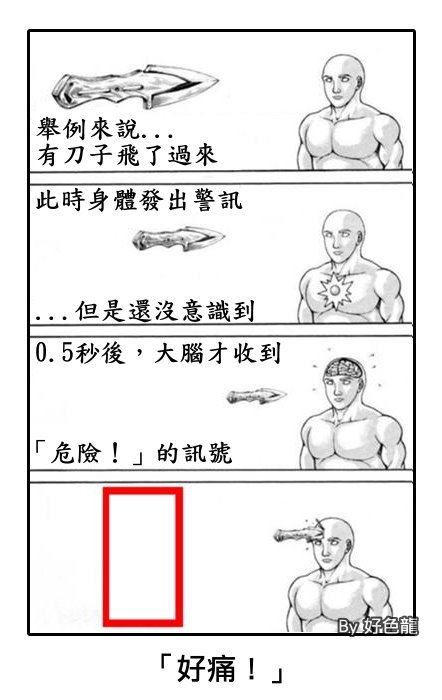 舉例來說...
有刀子飛了過來
此時身體發出警訊
...但是還沒意識到
0.5秒後，大腦才收到
「危險！」的訊號
By 好色龍
「好痛！」